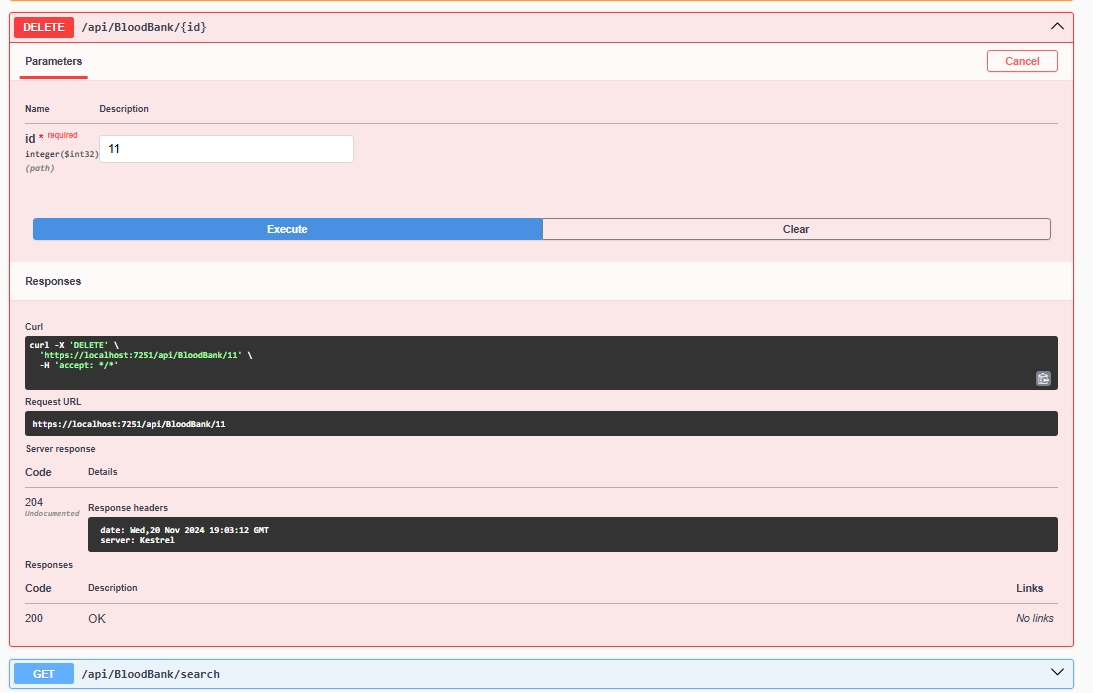 DELETE /api/BloodBank/{id}
Parameters
Cancel
Name Description
id * required
integer($int32)
(path)
11
Execute Clear
Responses
Curl
curl -X 'DELETE' \
'https://localhost:7251/api/BloodBank/11' \
-H 'accept: */*'
Request URL
https://localhost:7251/api/BloodBank/11
Server response
Code Details
204
Undocumented
Response headers
date: Wed,20 Nov 2024 19:03:12 GMT
server: Kestrel
Responses
Code Description Links
200 OK No links
GET /api/BloodBank/search